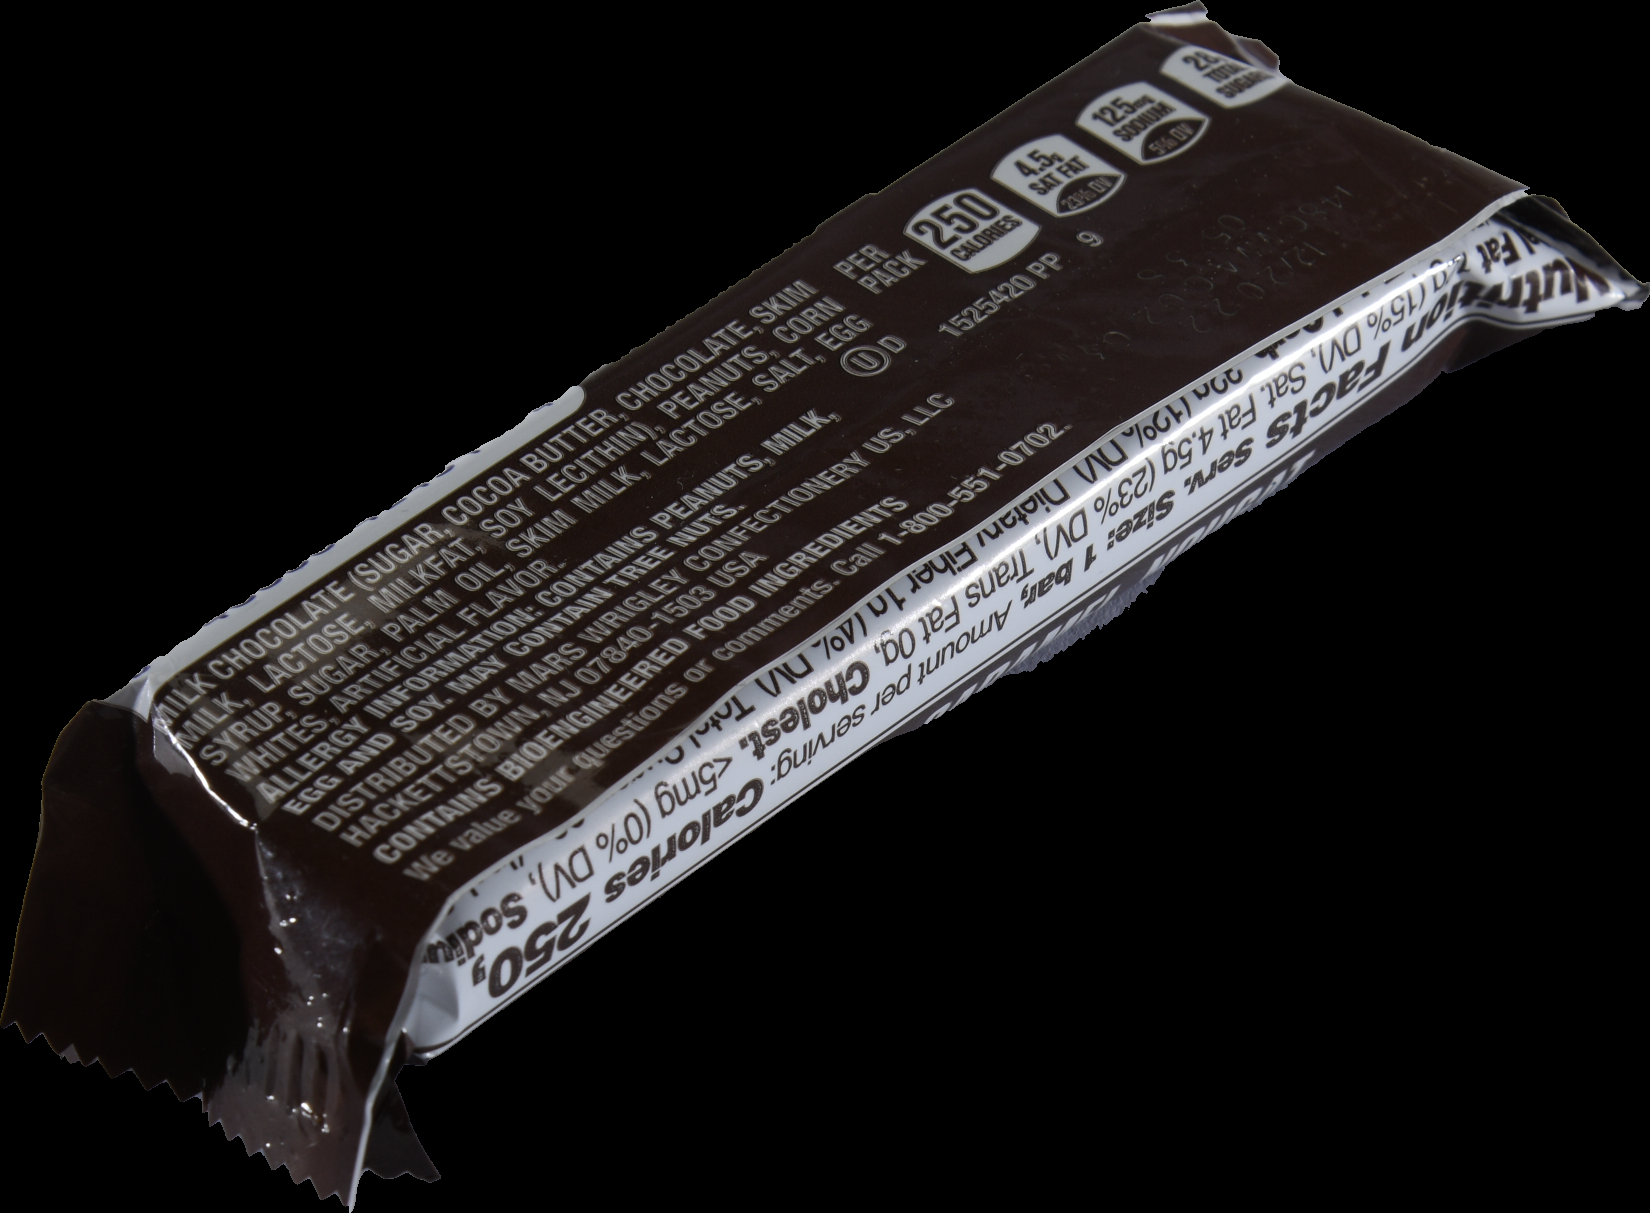 MILK CHOCOLATE (SUGAR, COCOA BUTTER, CHOCOLATE, SKIM
MILK, LACTOSE, MILKFAT, SOY LECITHIN), PEANUTS, CORN
SYRUP, SUGAR, PALM OIL, SKIM MILK, LACTOSE, SALT, EGG
WHITES, ARTIFICIAL FLAVOR.
ALLERGY INFORMATION: CONTAINS PEANUTS, MILK,
EGG AND SOY. MAY CONTAIN TREE NUTS.
DISTRIBUTED BY MARS WRIGLEY CONFECTIONERY US, LLC
HACKETTSTOWN, NJ 07840-1503 USA
CONTAINS BIOENGINEERED FOOD INGREDIENTS
We value your questions or comments. Call 1-800-551-0702.
U D
PER
PACK
250
CALORIES
4.5g
SAT FAT
23% DV
125mg
SODIUM
5% DV
TOTAL
SUGARS
1525420 PP 9
Nutrition Facts Serv. Size: 1 bar,
Amount per serving: Calories 250,
(15% DV), Sat. Fat 4.5g (23% DV), Trans Fat 0g, Cholest. <5mg (0% DV), Sodium
(12% DV), Dietary Fiber 1g (4% DV), Total